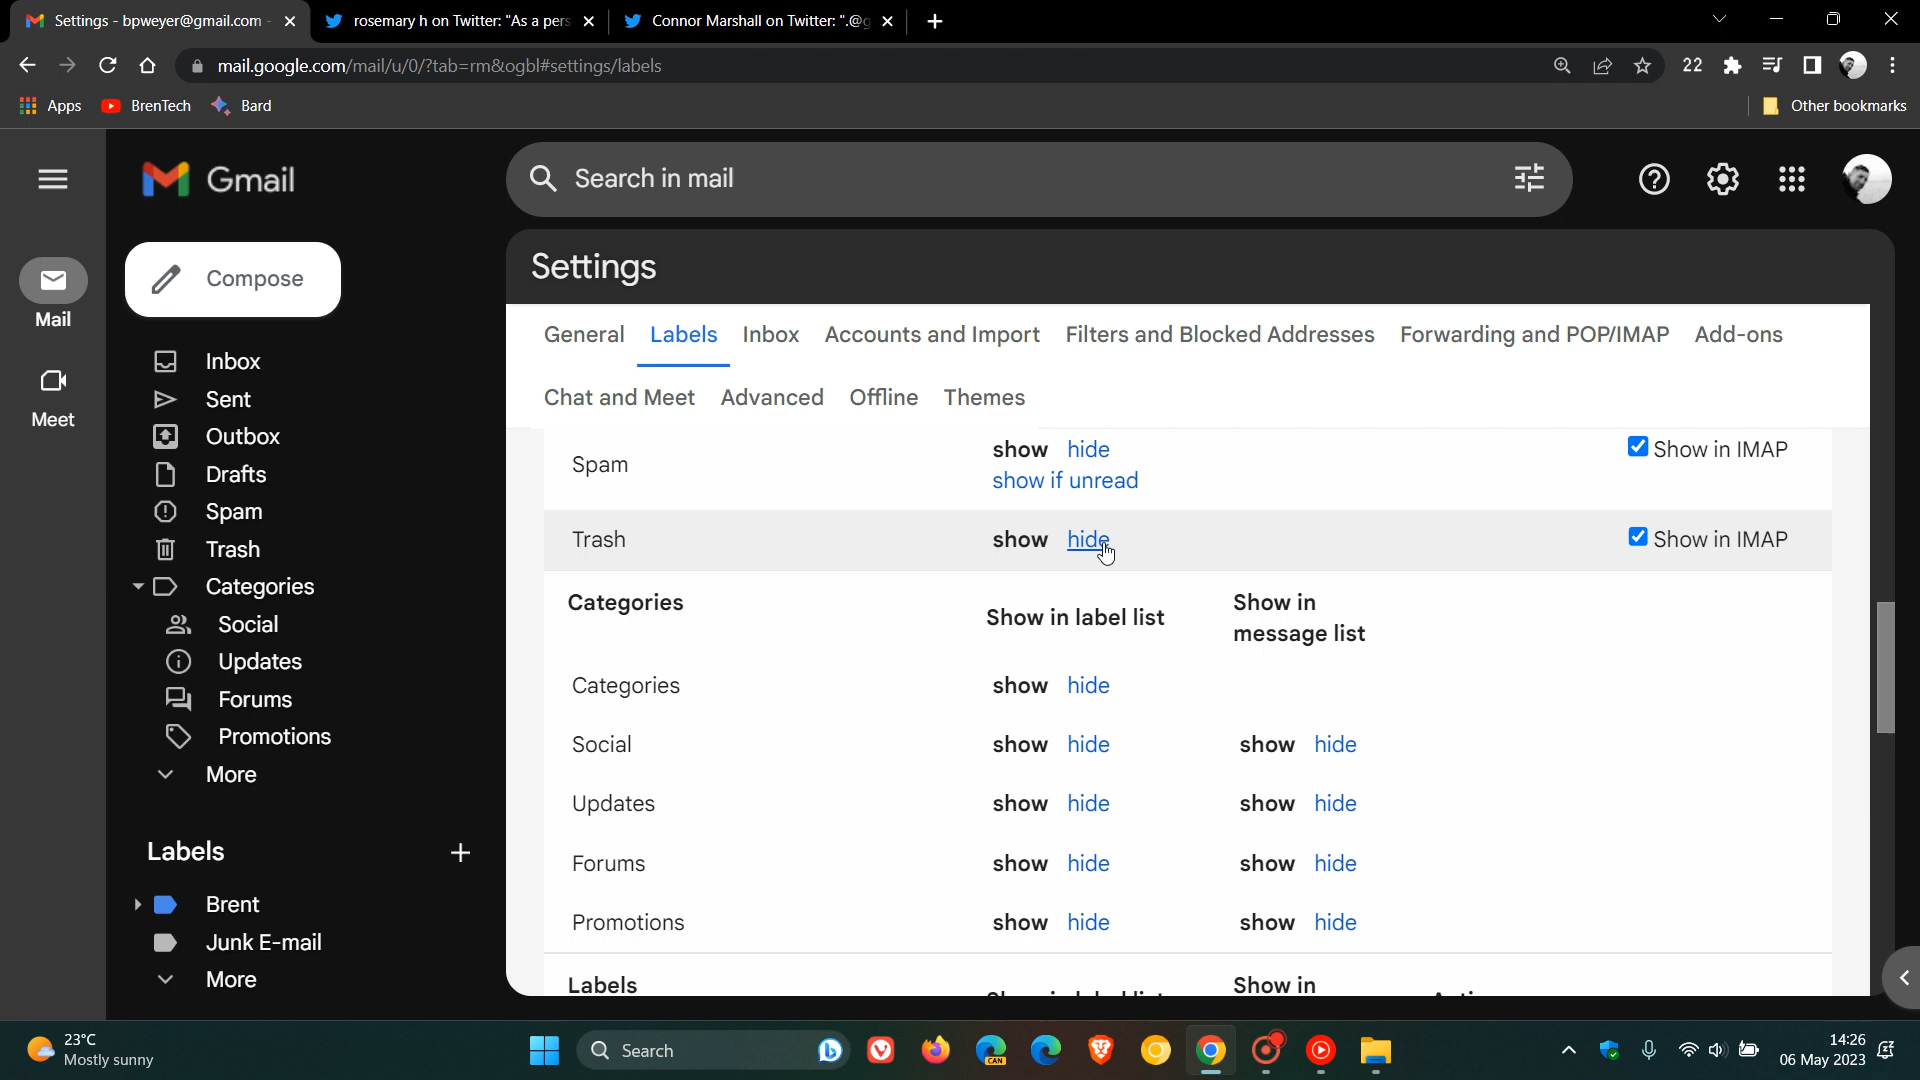 Settings - bpweyer@gmail.com -
rosemary h on Twitter: "As a pers
Connor Marshall on Twitter: ".@g
mail.google.com/mail/u/0/?tab=rm&ogbl#settings/labels
22
Apps
BrenTech
Bard
Other bookmarks
Gmail
Search in mail
Compose
Mail
Meet
Inbox
Sent
Outbox
Drafts
Spam
Trash
Categories
Social
Updates
Forums
Promotions
More
Labels
Brent
Junk E-mail
More
Settings
General Labels Inbox Accounts and Import Filters and Blocked Addresses Forwarding and POP/IMAP Add-ons
Chat and Meet Advanced Offline Themes
Spam show hide Show in IMAP
show if unread
Trash show hide Show in IMAP
Categories Show in label list Show in
message list
Categories show hide
Social show hide show hide
Updates show hide show hide
Forums show hide show hide
Promotions show hide show hide
Labels Show in
23°C
Mostly sunny
Search
CAN
14:26
06 May 2023